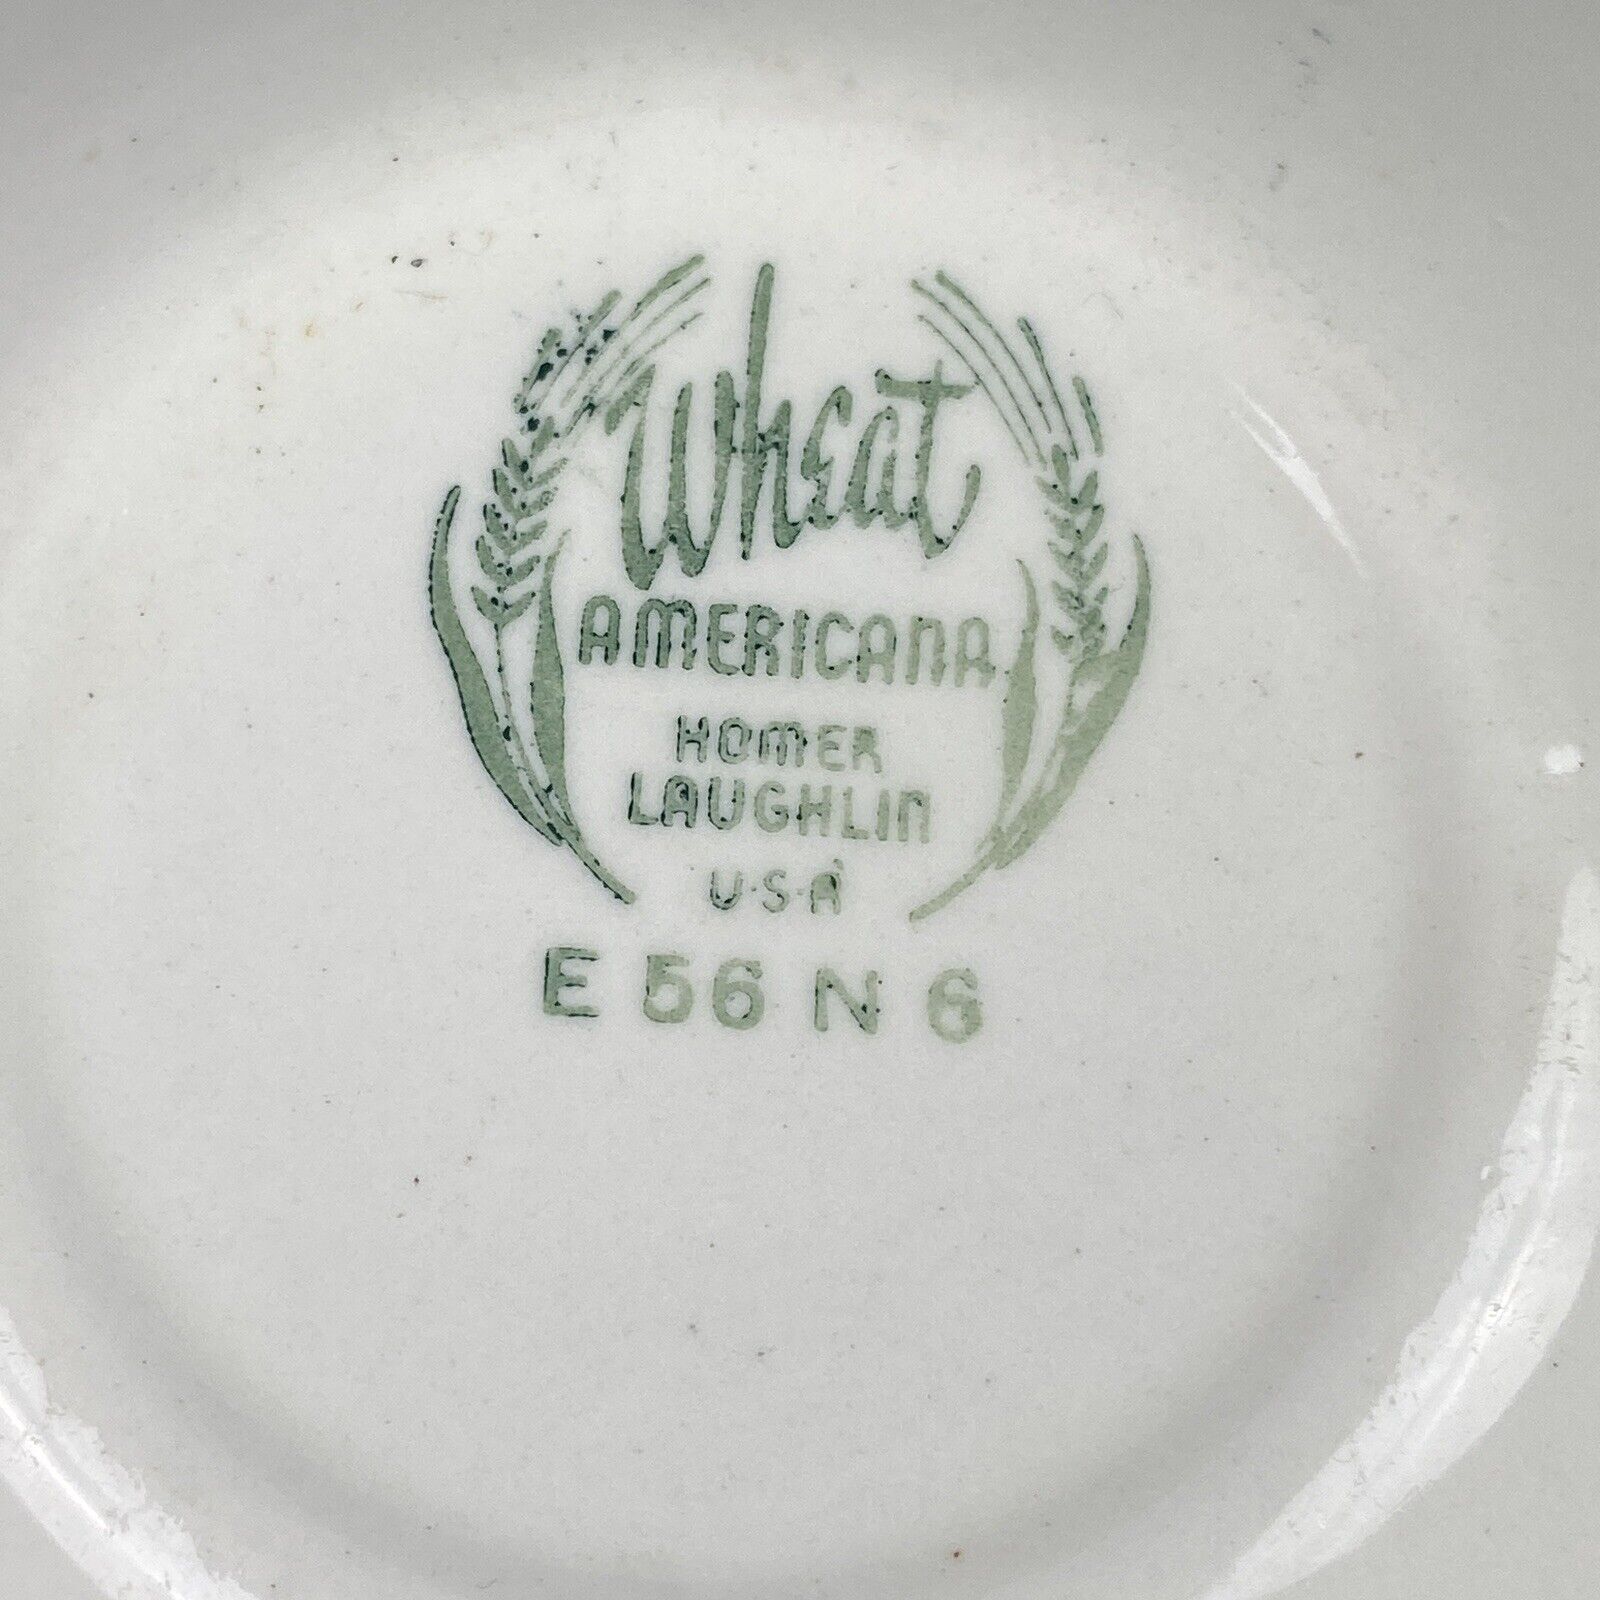 Wheat
AMERICANA
HOMER
LAUGHLIN
U·S·A
E 56 N 6